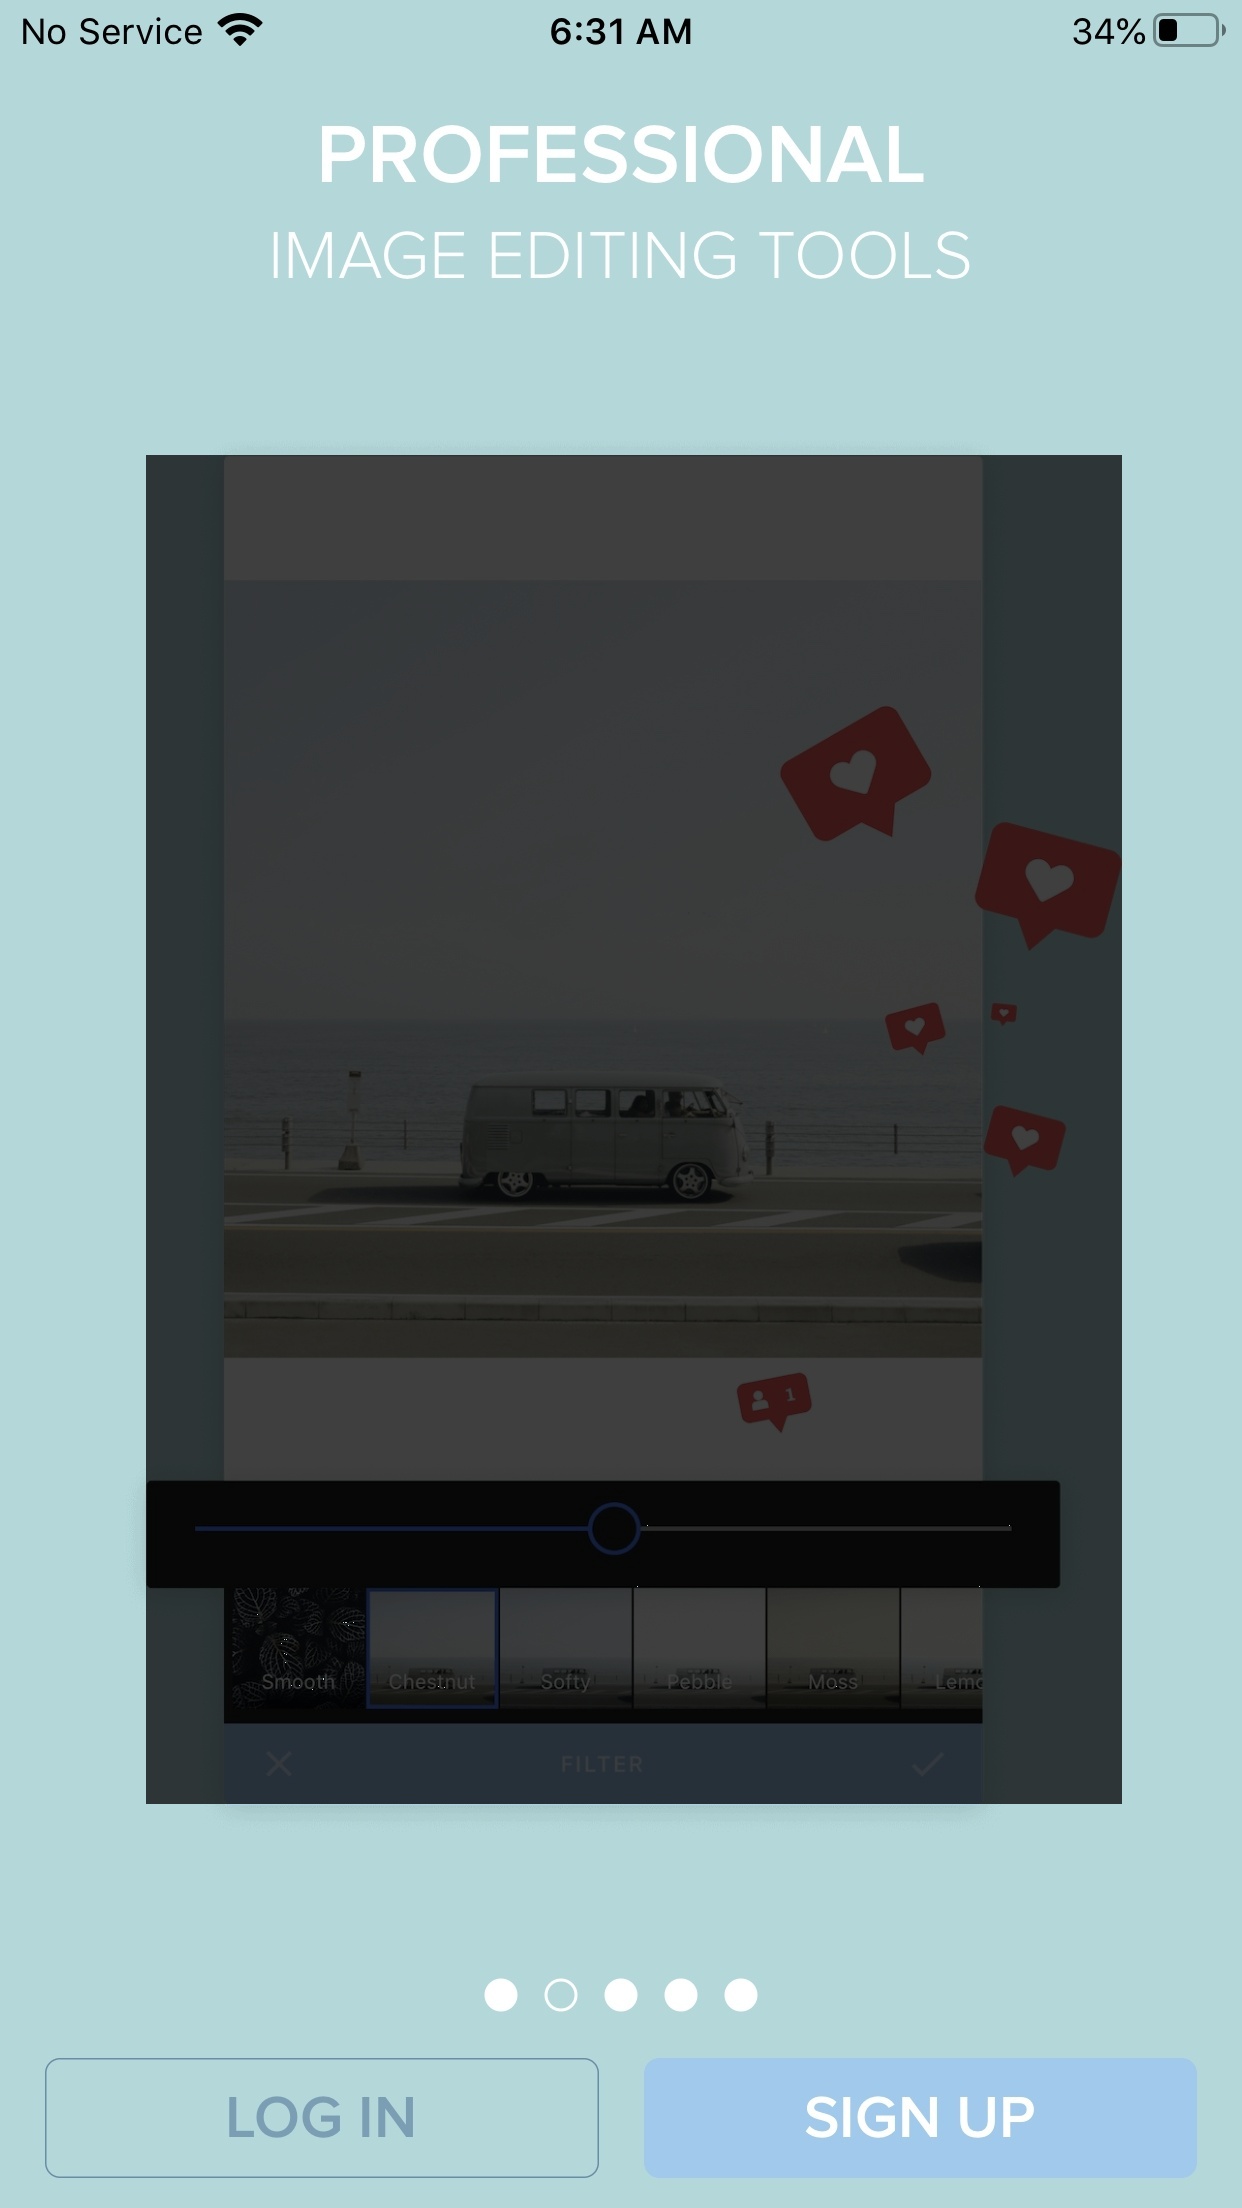 No Service 6:31 AM 34%
PROFESSIONAL
IMAGE EDITING TOOLS
1
Smooth Chestnut Softy Pebble Moss Lemo
FILTER
LOG IN SIGN UP